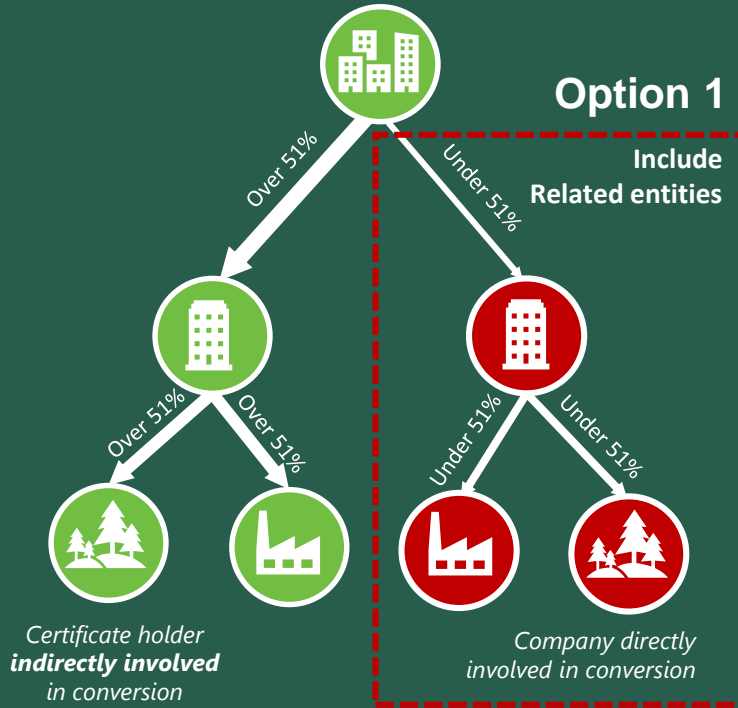 Option 1
Include
Related entities
Over 51%
Under 51%
Over 51%
Over 51%
Under 51%
Under 51%
Certificate holder
indirectly involved
in conversion
Company directly
involved in conversion